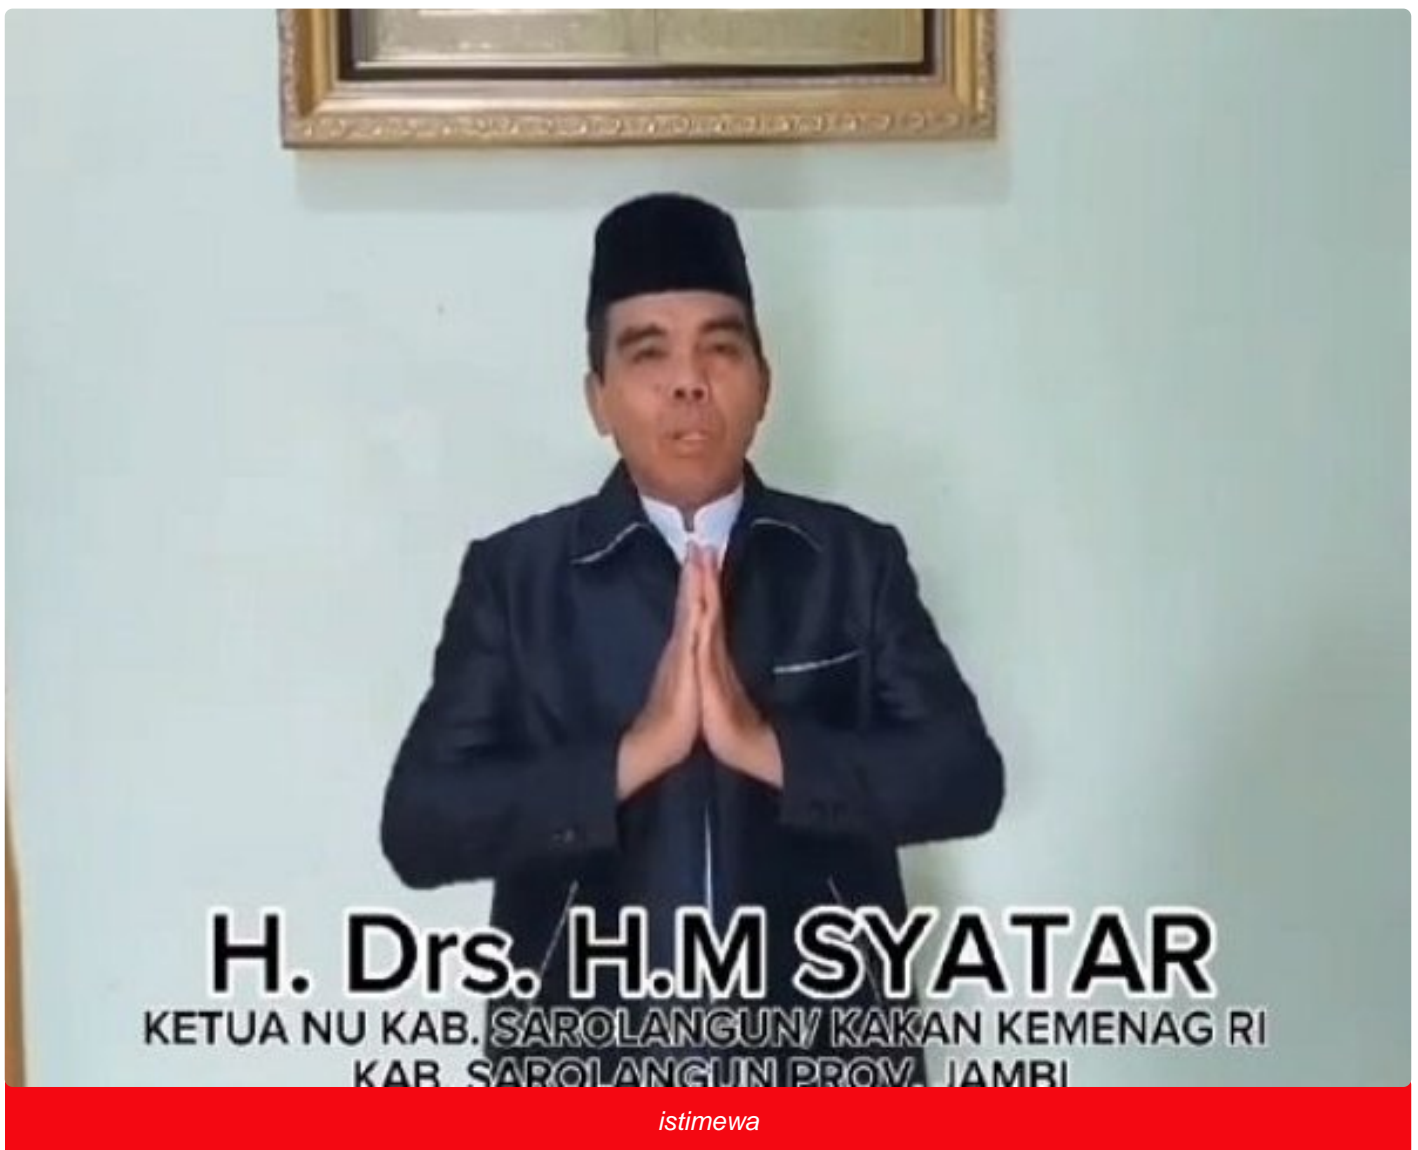 H. Drs. H.M SYATAR
KETUA NU KAB. SAROLANGUN/ KAKAN KEMENAG RI
KAB. SAROLANGUN PROV. JAMBI
istimewa